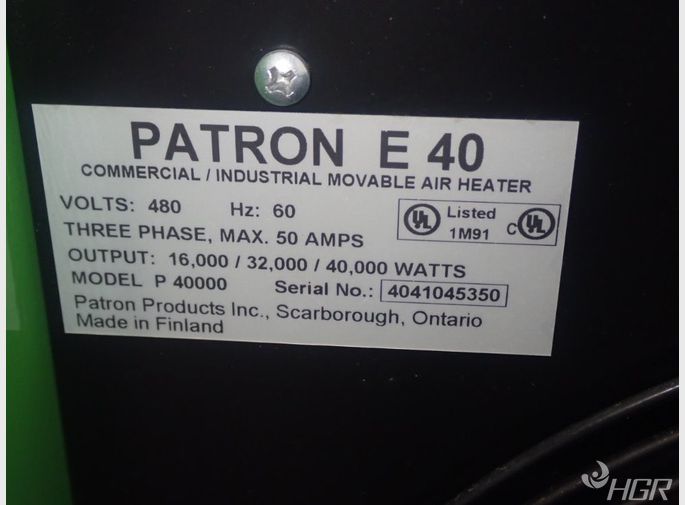 PATRON E 40
COMMERCIAL / INDUSTRIAL MOVABLE AIR HEATER
VOLTS: 480 Hz: 60
THREE PHASE, MAX. 50 AMPS
UL Listed 1M91 C UL
OUTPUT: 16,000 / 32,000 / 40,000 WATTS
MODEL P 40000 Serial No.: 4041045350
Patron Products Inc., Scarborough, Ontario
Made in Finland
HGR